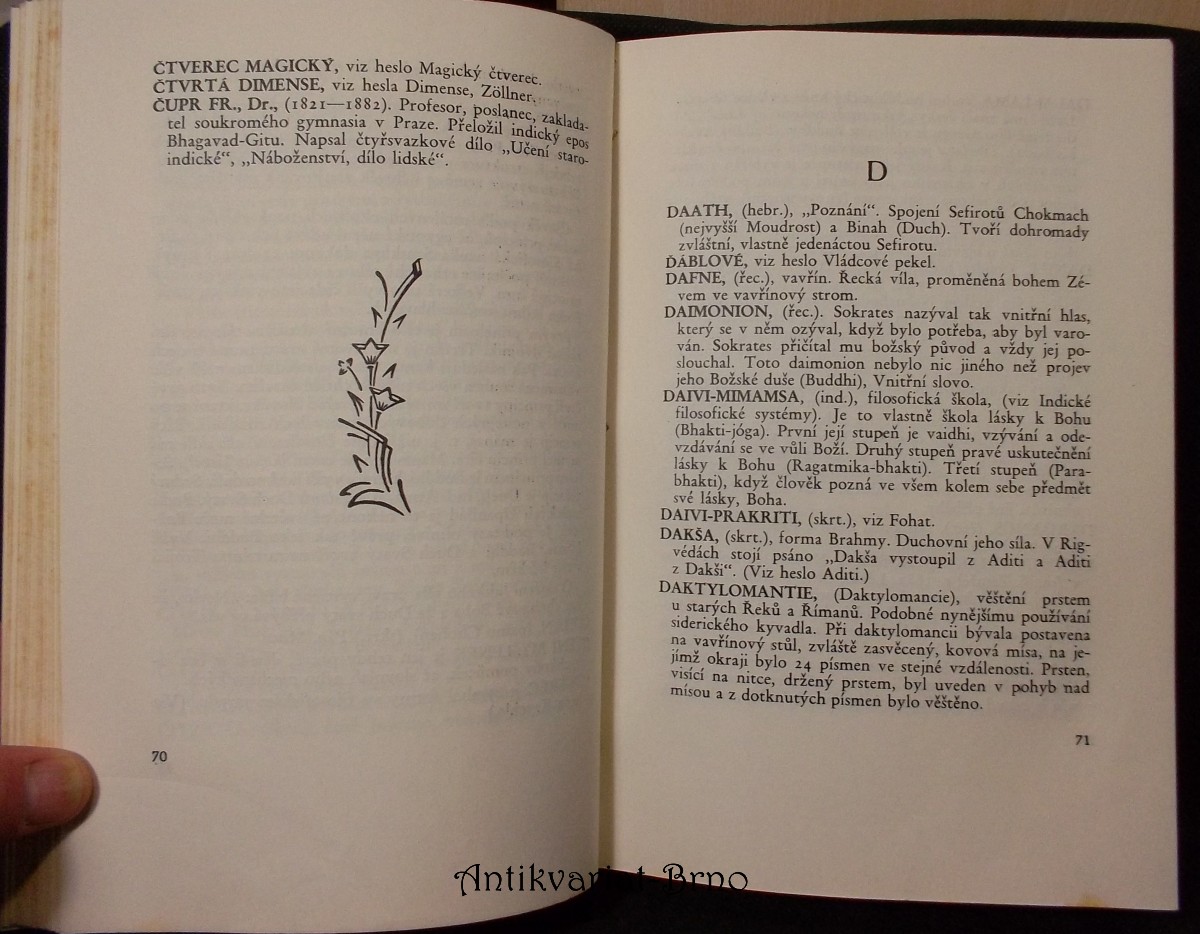 ČTVEREC MAGICKÝ, viz heslo Magický čtverec.
ČTVRTÁ DIMENSE, viz hesla Dimense, Zöllner.
ČUPR FR., Dr., (1821—1882). Profesor, poslanec, zaklada-
tel soukromého gymnasia v Praze. Přeložil indický epos
Bhagavad-Gitu. Napsal čtyřsvazkové dílo „Učení staro-
indické“, „Náboženství, dílo lidské“.
70
D
DAATH, (hebr.), „Poznání“. Spojení Sefirotů Chokmach
(nejvyšší Moudrost) a Binah (Duch). Tvoří dohromady
zvláštní, vlastně jedenáctou Sefirotu.
ĎÁBLOVÉ, viz heslo Vládcové pekel.
DAFNE, (řec.), vavřín. Řecká víla, proměněná bohem Zé-
vem ve vavřínový strom.
DAIMONION, (řec.). Sokrates nazýval tak vnitřní hlas,
který se v něm ozýval, když bylo potřeba, aby byl varo-
ván. Sokrates přičítal mu božský původ a vždy jej po-
slouchal. Toto daimonion nebylo nic jiného než projev
jeho Božské duše (Buddhi), Vnitřní slovo.
DAIVI-MIMAMSA, (ind.), filosofická škola, (viz Indické
filosofické systémy). Je to vlastně škola lásky k Bohu
(Bhakti-jóga). První její stupeň je vaidhi, vzývání a ode-
vzdávání se ve vůli Boží. Druhý stupeň pravé uskutečnění
lásky k Bohu (Ragatmika-bhakti). Třetí stupeň (Para-
bhakti), když člověk pozná ve všem kolem sebe předmět
své lásky, Boha.
DAIVI-PRAKRITI, (skrt.), viz Fohat.
DAKŠA, (skrt.), forma Brahmy. Duchovní jeho síla. V Rig-
védách stojí psáno „Dakša vystoupil z Aditi a Aditi
z Dakši“. (Viz heslo Aditi.)
DAKTYLOMANTIE, (Daktylomancie), věštění prstem
u starých Řeků a Římanů. Podobné nynějšímu používání
siderického kyvadla. Při daktylomancii bývala postavena
na vavřínový stůl, zvláště zasvěcený, kovová mísa, na je-
jímž okraji bylo 24 písmen ve stejné vzdálenosti. Prsten,
visící na nitce, držený prstem, byl uveden v pohyb nad
mísou a z dotknutých písmen bylo věštěno.
71
Antikvariat Brno